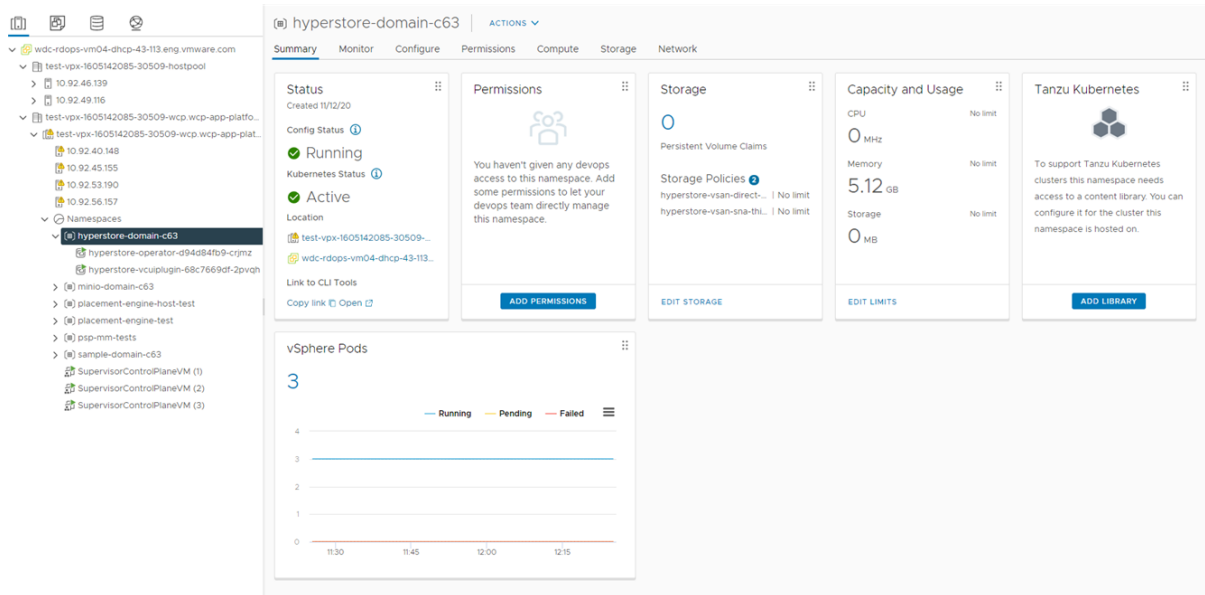 wdc-rdops-vm04-dhcp-43-113.eng.vmware.com
test-vpx-1605142085-30509-hostpool
10.92.46.139
10.92.49.116
test-vpx-1605142085-30509-wcp.wcp-app-platfo...
test-vpx-1605142085-30509-wcp.wcp-app-plat...
10.92.40.148
10.92.45.155
10.92.53.190
10.92.56.157
Namespaces
hyperstore-domain-c63
hyperstore-operator-d94d84fb9-crjmz
hyperstore-vcuiplugin-68c7669df-2pvqh
minio-domain-c63
placement-engine-host-test
placement-engine-test
psp-mm-tests
sample-domain-c63
SupervisorControlPlaneVM (1)
SupervisorControlPlaneVM (2)
SupervisorControlPlaneVM (3)
hyperstore-domain-c63 ACTIONS
Summary Monitor Configure Permissions Compute Storage Network
Status
Created 11/12/20
Config Status
Running
Kubernetes Status
Active
Location
test-vpx-1605142085-30509-...
wdc-rdops-vm04-dhcp-43-113...
Link to CLI Tools
Copy link Open
Permissions
You haven't given any devops
access to this namespace. Add
some permissions to let your
devops team directly manage
this namespace.
ADD PERMISSIONS
Storage
0
Persistent Volume Claims
Storage Policies 2
hyperstore-vsan-direct-... | No limit
hyperstore-vsan-sna-thi... | No limit
EDIT STORAGE
Capacity and Usage
CPU No limit
0 MHz
Memory No limit
5.12 GB
Storage No limit
0 MB
EDIT LIMITS
Tanzu Kubernetes
To support Tanzu Kubernetes
clusters this namespace needs
access to a content library. You can
configure it for the cluster this
namespace is hosted on.
ADD LIBRARY
vSphere Pods
3
Running Pending Failed
4
3
2
1
0
11:30 11:45 12:00 12:15